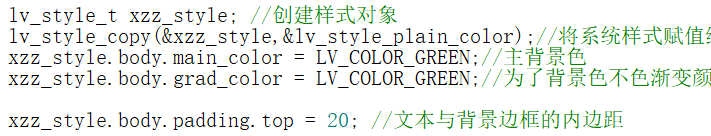 lv_style_t xzz_style; //创建样式对象
lv_style_copy(&xzz_style,&lv_style_plain_color);//将系统样式赋值
xzz_style.body.main_color = LV_COLOR_GREEN;//主背景色
xzz_style.body.grad_color = LV_COLOR_GREEN;//为了背景色不色渐变颜
xzz_style.body.padding.top = 20; //文本与背景边框的内边距